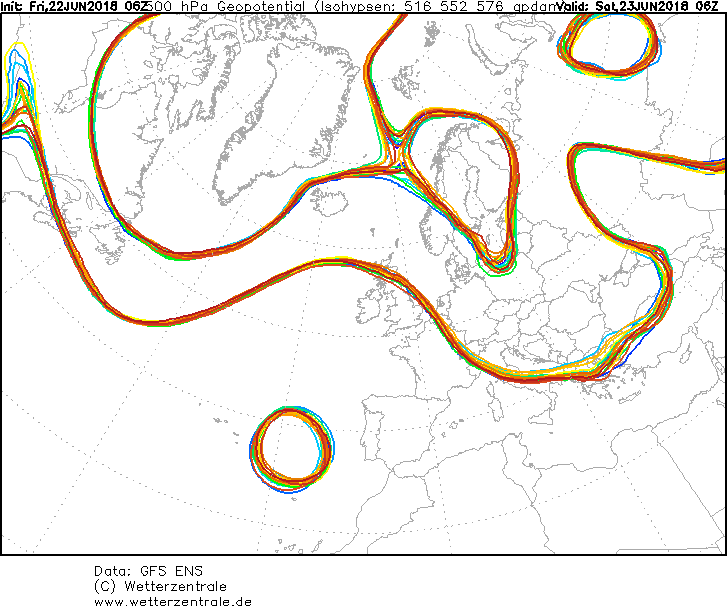 Init: Fri,22JUN2018 06Z 500 hPa Geopotential (Isohypsen: 516 552 576 gpdam Valid: Sat,23JUN2018 06Z
Data: GFS ENS
(C) Wetterzentrale
www.wetterzentrale.de